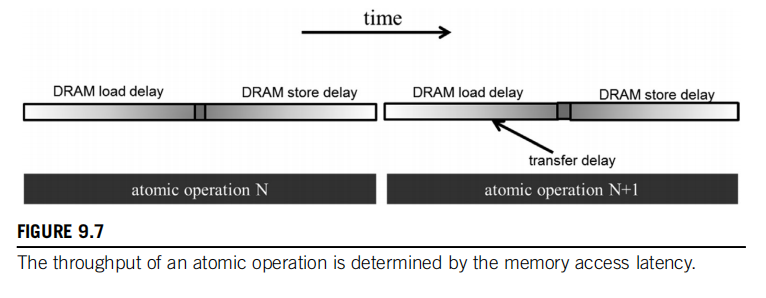 time
DRAM load delay DRAM store delay DRAM load delay DRAM store delay
transfer delay
atomic operation N atomic operation N+1
FIGURE 9.7
The throughput of an atomic operation is determined by the memory access latency.